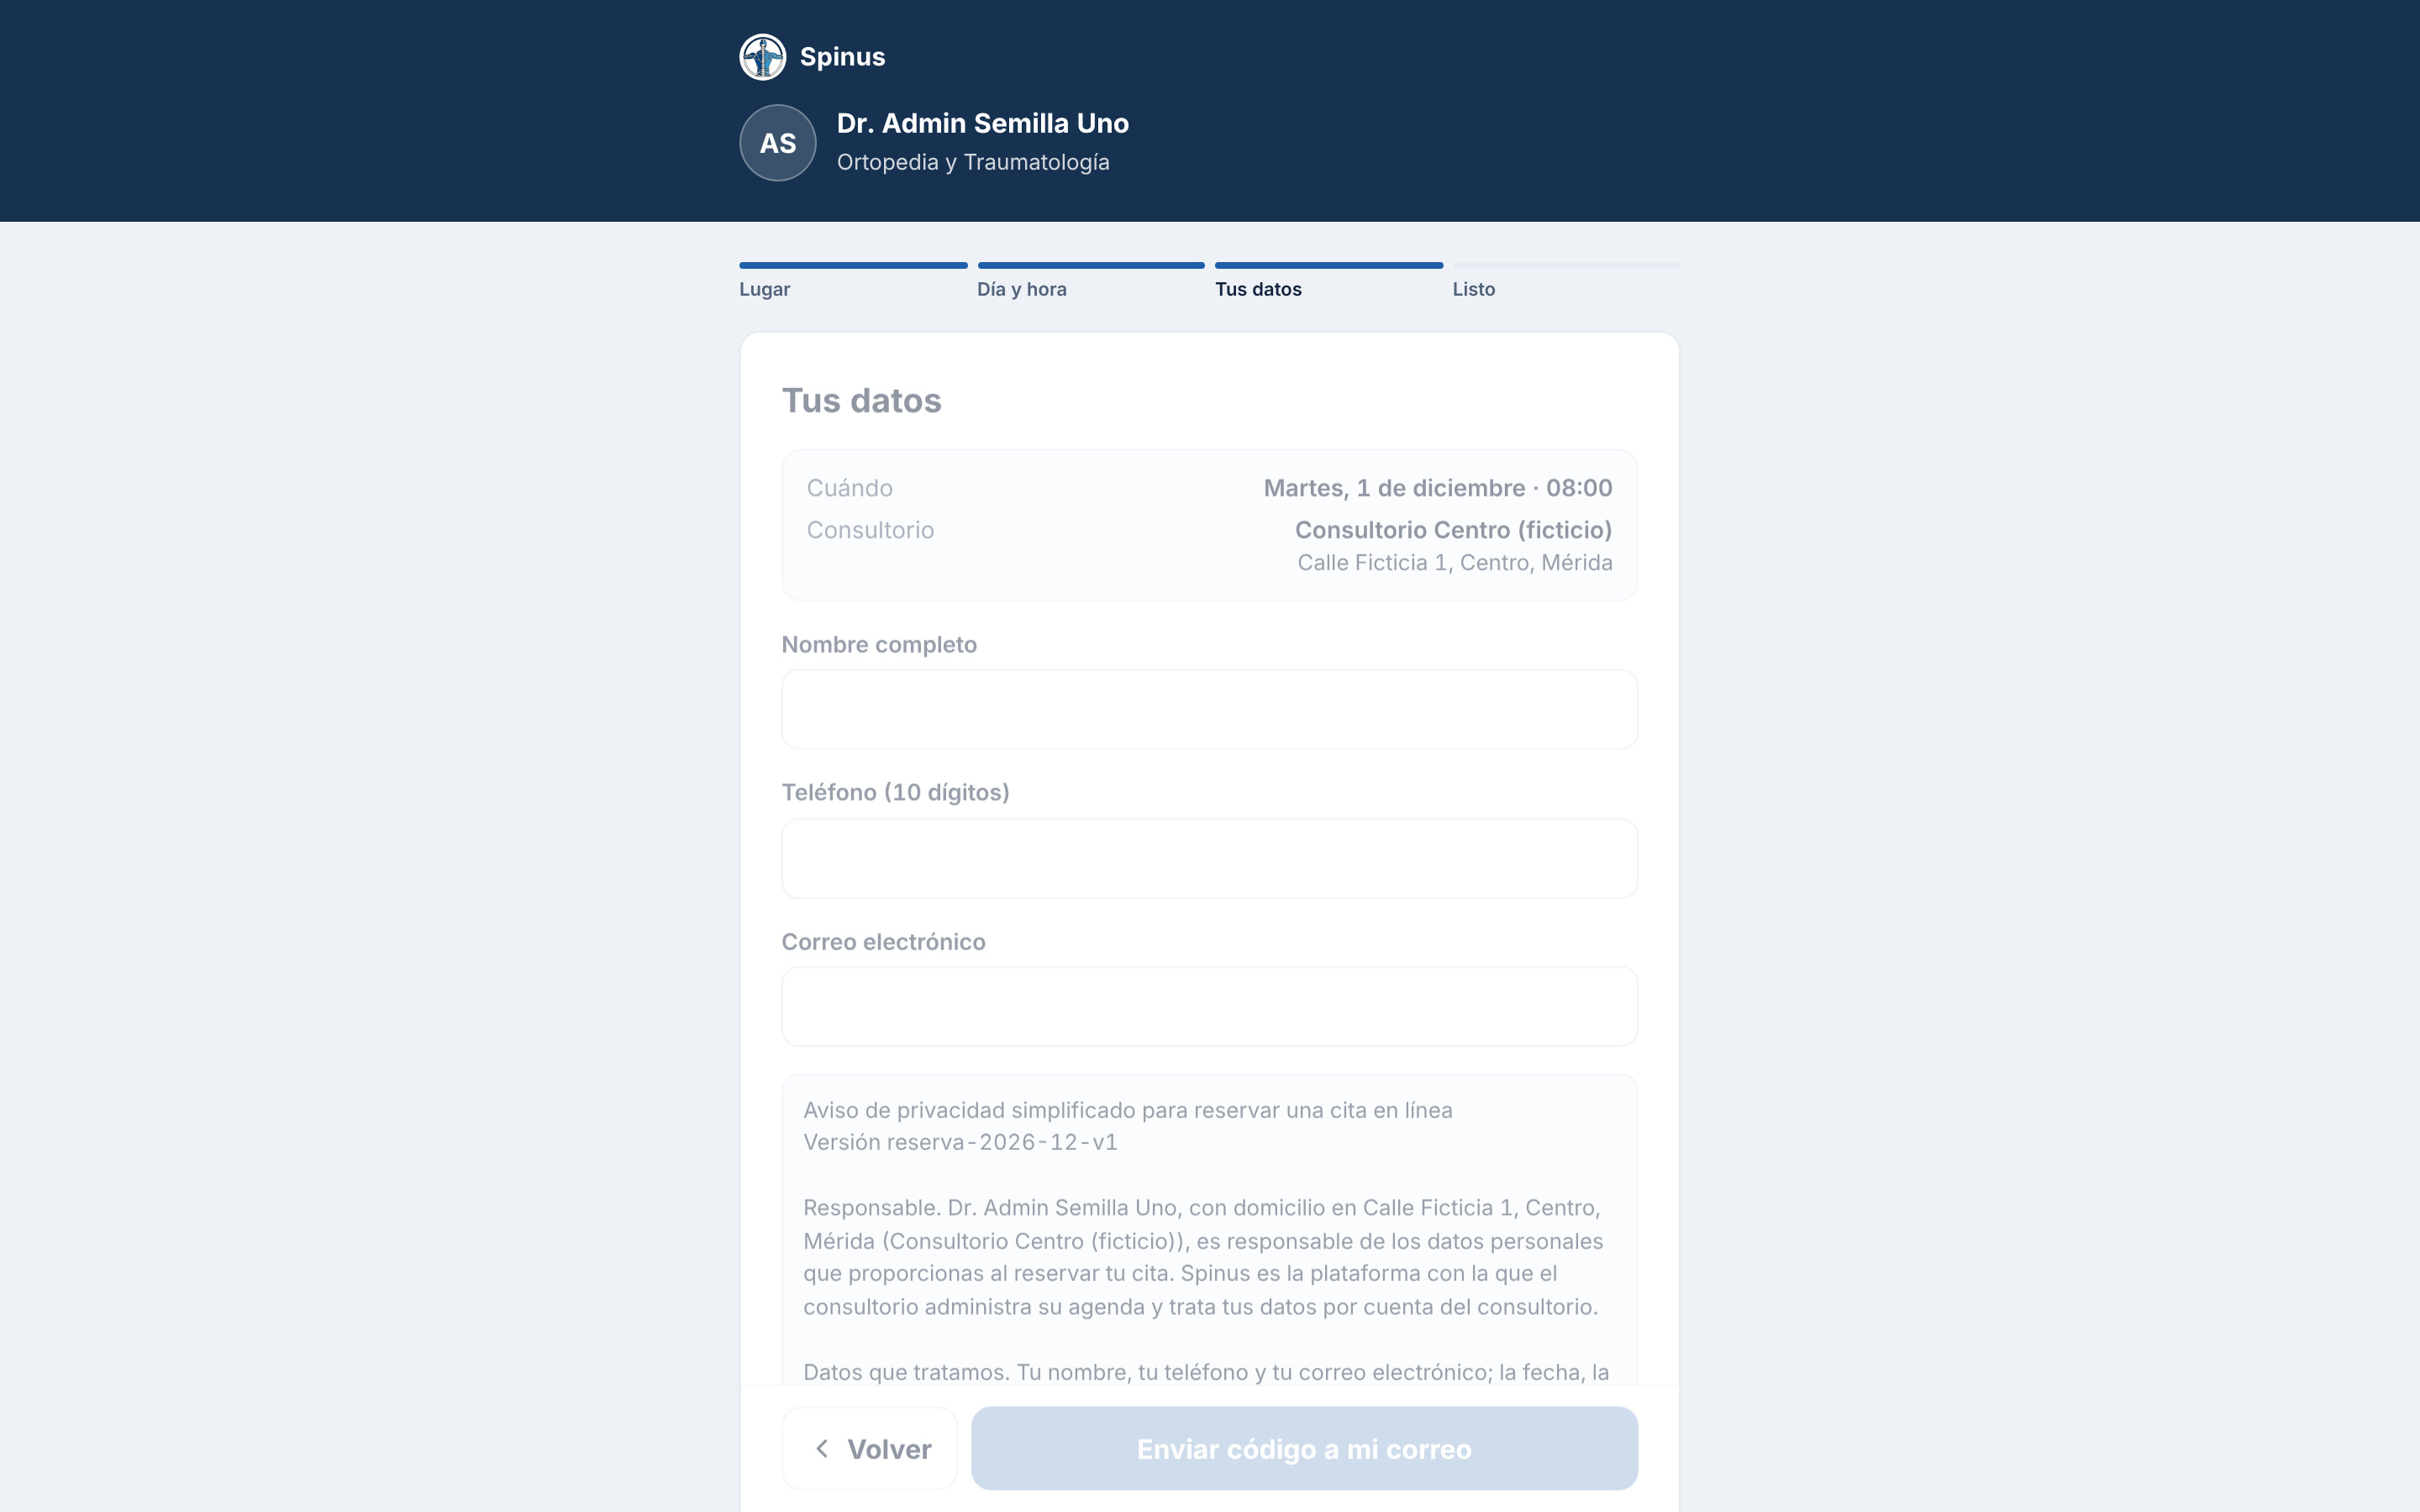 Spinus
AS
Dr. Admin Semilla Uno
Ortopedia y Traumatología
Lugar
Día y hora
Tus datos
Listo
Tus datos
Cuándo
Martes, 1 de diciembre · 08:00
Consultorio
Consultorio Centro (ficticio)
Calle Ficticia 1, Centro, Mérida
Nombre completo
Teléfono (10 dígitos)
Correo electrónico
Aviso de privacidad simplificado para reservar una cita en línea
Versión reserva-2026-12-v1
Responsable. Dr. Admin Semilla Uno, con domicilio en Calle Ficticia 1, Centro,
Mérida (Consultorio Centro (ficticio)), es responsable de los datos personales
que proporcionas al reservar tu cita. Spinus es la plataforma con la que el
consultorio administra su agenda y trata tus datos por cuenta del consultorio.
Datos que tratamos. Tu nombre, tu teléfono y tu correo electrónico; la fecha, la
Volver
Enviar código a mi correo